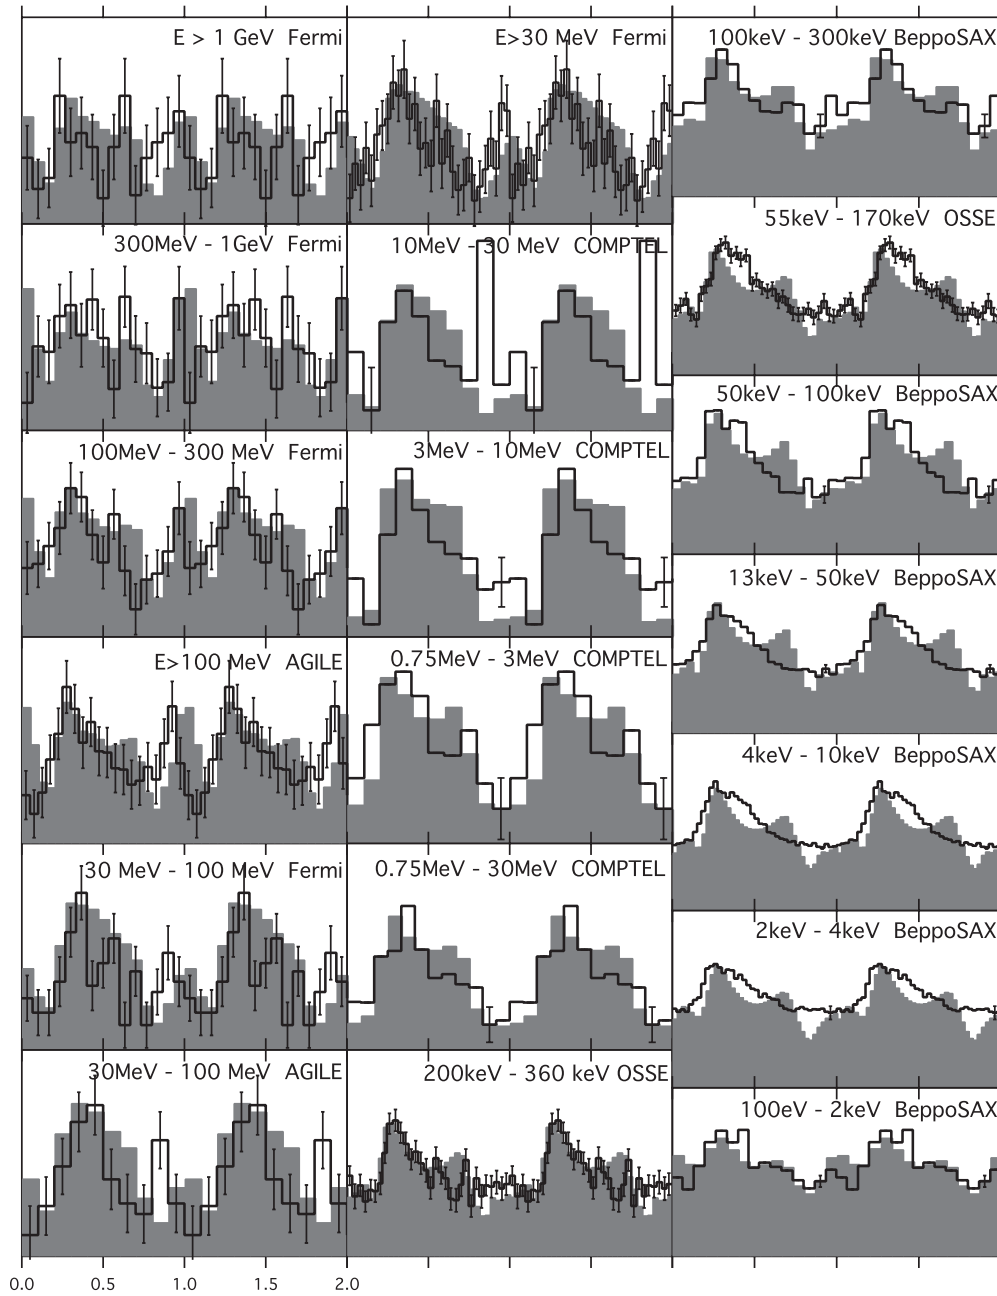 E > 1 GeV Fermi
300MeV - 1GeV Fermi
100MeV - 300 MeV Fermi
E>100 MeV AGILE
30 MeV - 100 MeV Fermi
30MeV - 100 MeV AGILE
0.0 0.5 1.0 1.5 2.0
E>30 MeV Fermi
10MeV - 30 MeV COMPTEL
3MeV - 10MeV COMPTEL
0.75MeV - 3MeV COMPTEL
0.75MeV - 30MeV COMPTEL
200keV - 360 keV OSSE
100keV - 300keV BeppoSAX
55keV - 170keV OSSE
50keV - 100keV BeppoSAX
13keV - 50keV BeppoSAX
4keV - 10keV BeppoSAX
2keV - 4keV BeppoSAX
100eV - 2keV BeppoSAX